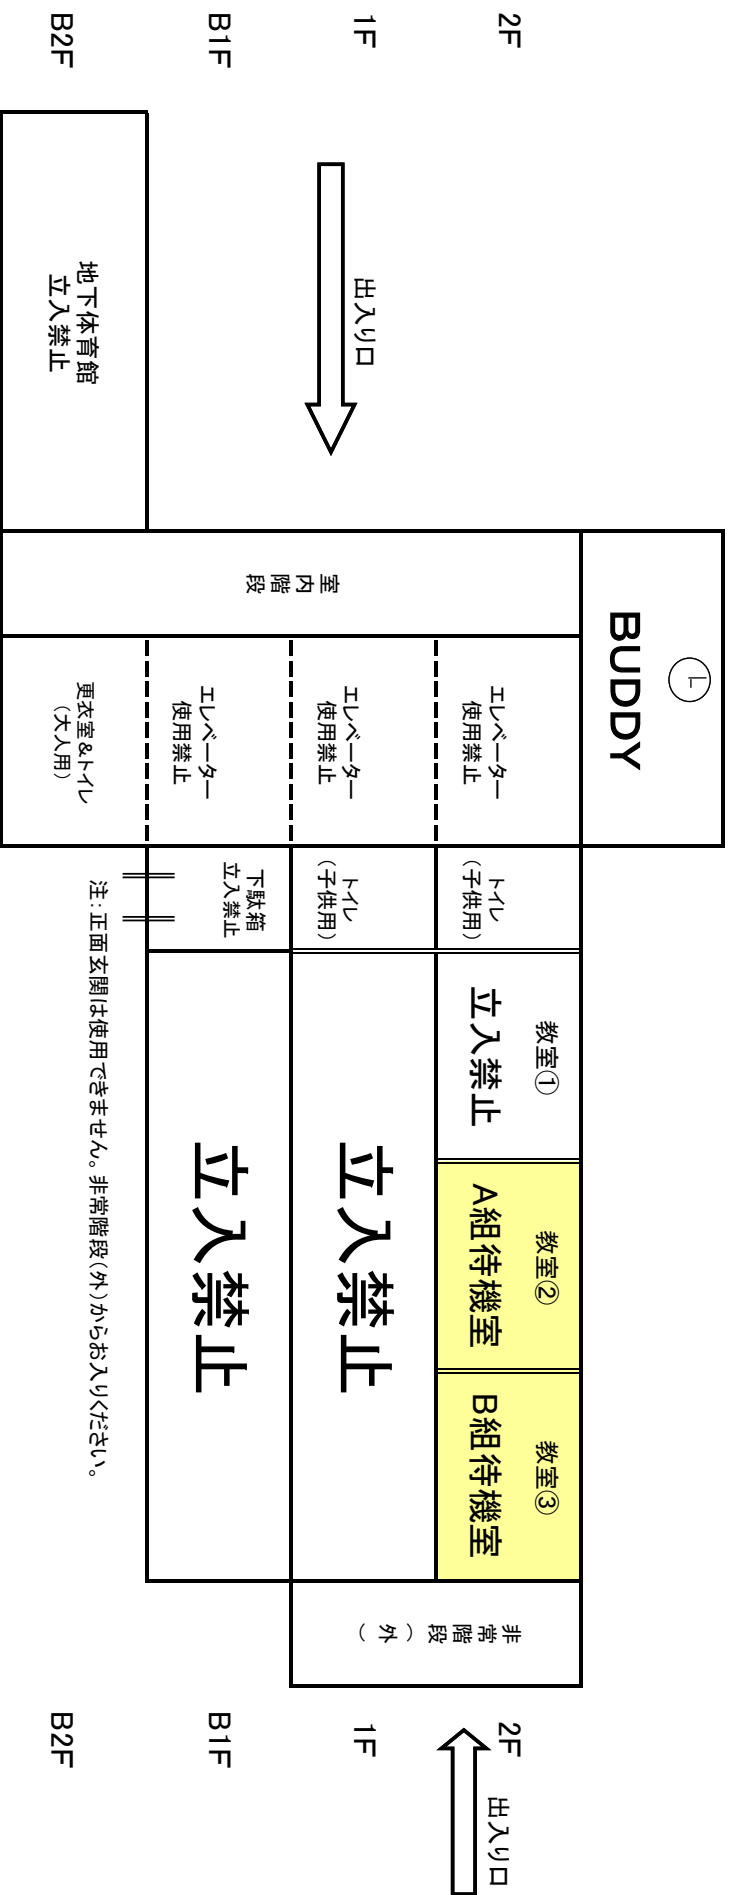 BUDDY
2F
1F
B1F
B2F
出入り口
地下体育館
立入禁止
室内階段
エレベーター
使用禁止
エレベーター
使用禁止
エレベーター
使用禁止
更衣室&トイレ
(大人用)
トイレ
(子供用)
トイレ
(子供用)
下駄箱
立入禁止
教室①
立入禁止
教室②
A組待機室
教室③
B組待機室
立入禁止
立入禁止
非常階段(外)
注:正面玄関は使用できません。非常階段(外)からお入りください。
2F
1F
B1F
B2F
出入り口